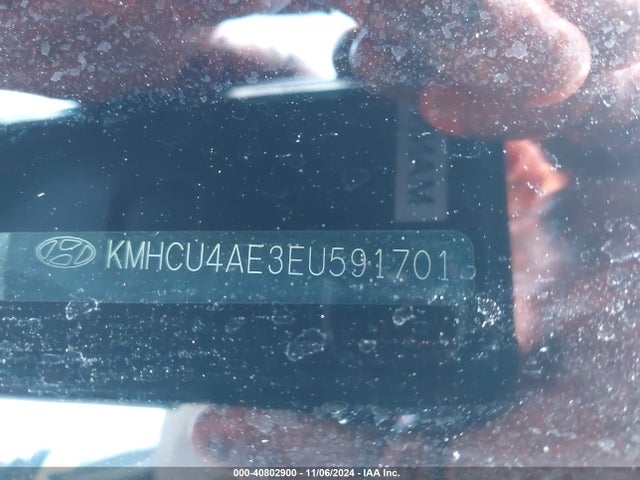 KMHCU4AE3EU591701
000-40802900 - 11/06/2024 - IAA Inc.